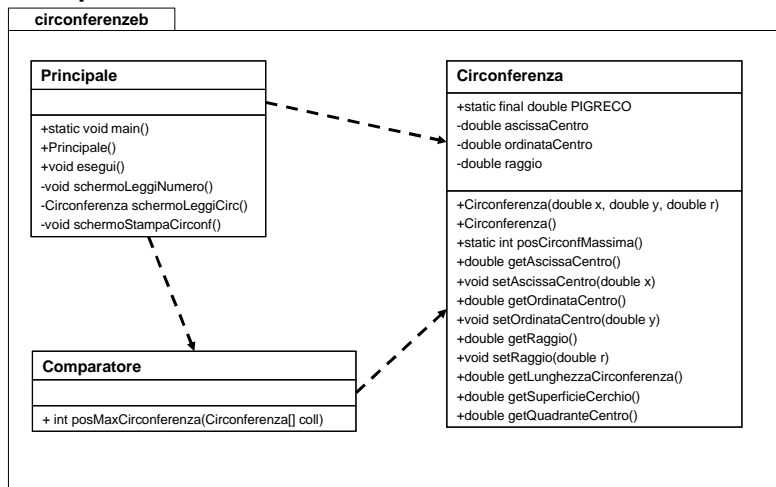 circonferenzeb
Principale
+static void main()
+Principale()
+void esegui()
-void schermoLeggiNumero()
-Circonferenza schermoLeggiCirc()
-void schermoStampaCirconf()
Circonferenza
+static final double PIGRECO
-double ascissaCentro
-double ordinataCentro
-double raggio
+Circonferenza(double x, double y, double r)
+Circonferenza()
+static int posCirconfMassima()
+double getAscissaCentro()
+void setAscissaCentro(double x)
+double getOrdinataCentro()
+void setOrdinataCentro(double y)
+double getRaggio()
+void setRaggio(double r)
+double getLunghezzaCirconferenza()
+double getSuperficieCerchio()
+double getQuadranteCentro()
Comparatore
+ int posMaxCirconferenza(Circonferenza[] coll)